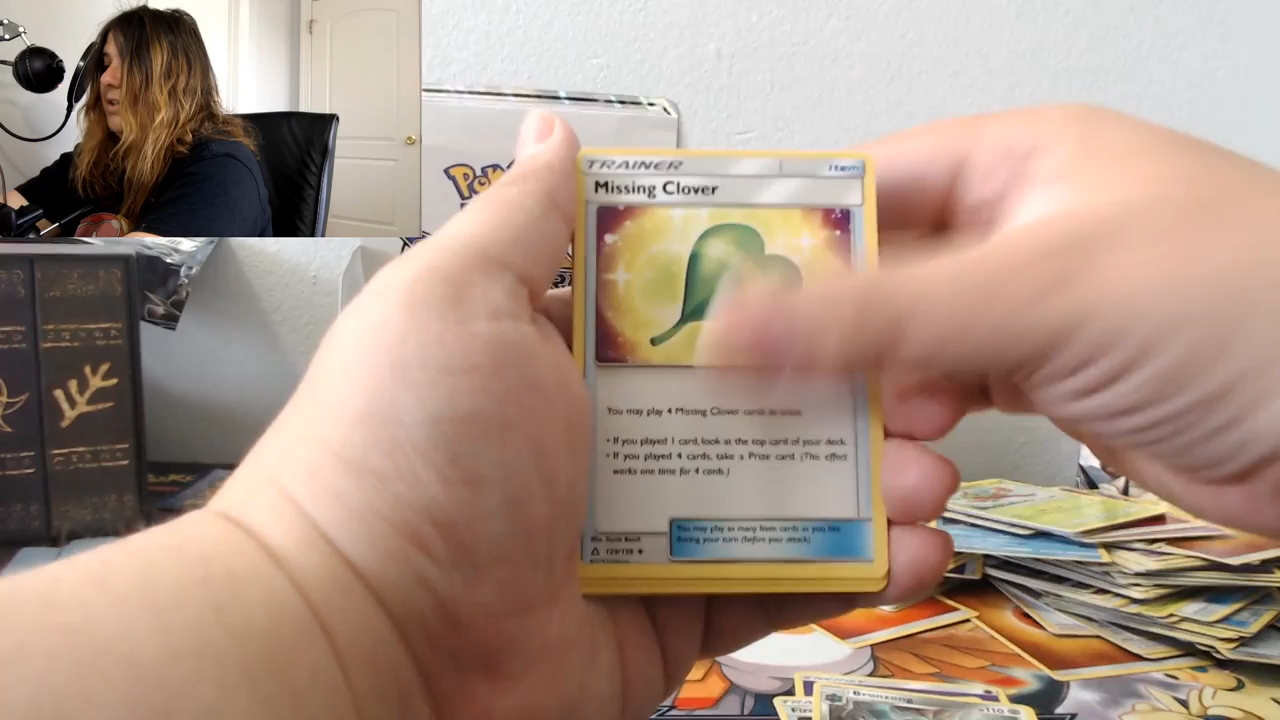 TRAINER
Item
Missing Clover
You may play 4 Missing Clover cards at once.
• If you played 1 card, look at the top card of your deck.
• If you played 4 cards, take a Prize card. (This effect
works one time for 4 cards.)
You may play as many Item cards as you like
during your turn (before your attack).
129/156
Bronzong